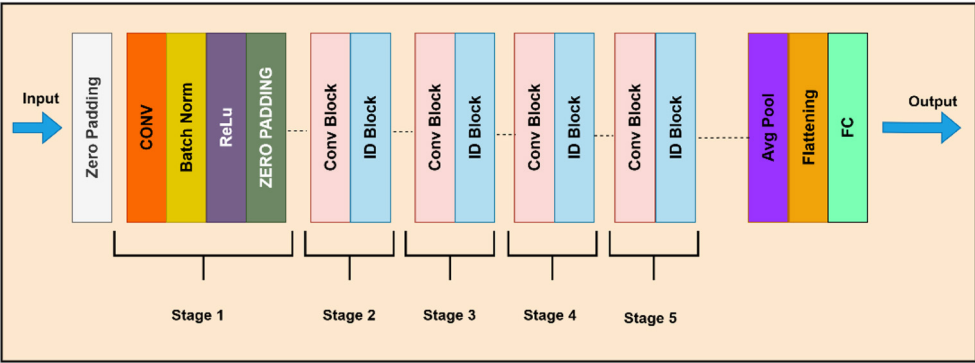 Input
Zero Padding
CONV
Batch Norm
ReLu
ZERO PADDING
Conv Block
ID Block
Conv Block
ID Block
Conv Block
ID Block
Conv Block
ID Block
Avg Pool
Flattening
FC
Output
Stage 1
Stage 2
Stage 3
Stage 4
Stage 5